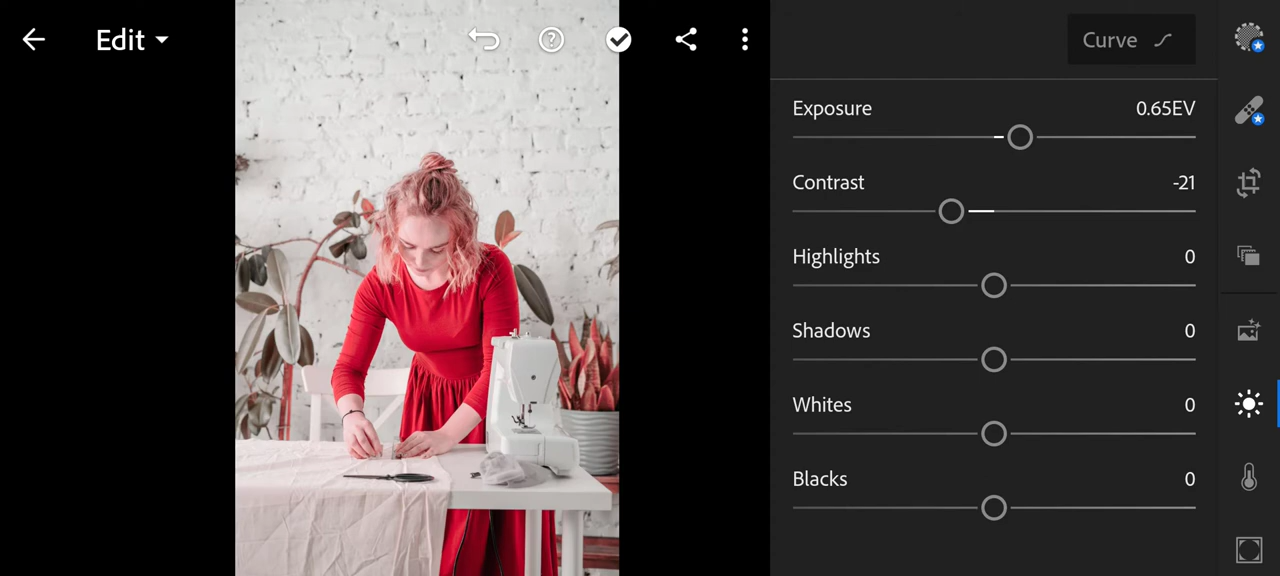 Edit
Curve
Exposure 0.65EV
Contrast -21
Highlights 0
Shadows 0
Whites 0
Blacks 0